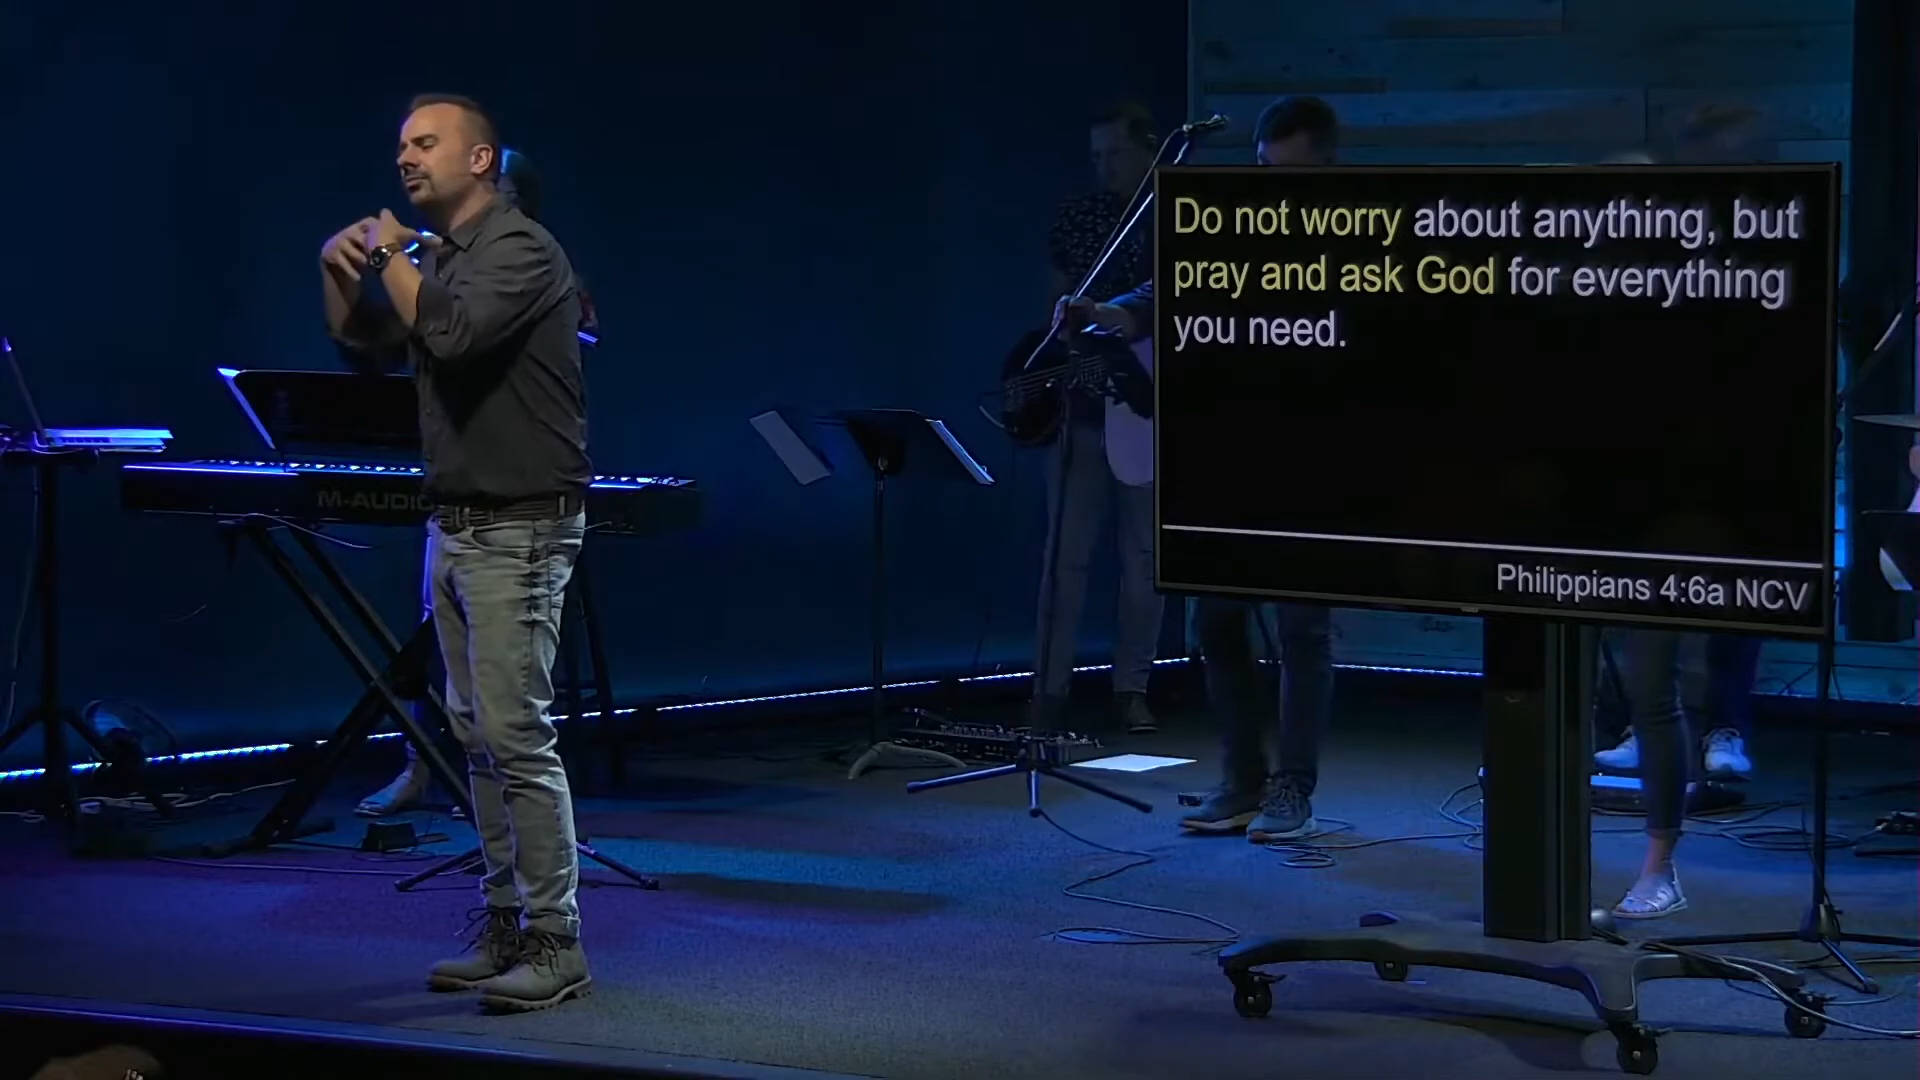 Do not worry about anything, but
pray and ask God for everything
you need.
Philippians 4:6a NCV
M-AUDIO